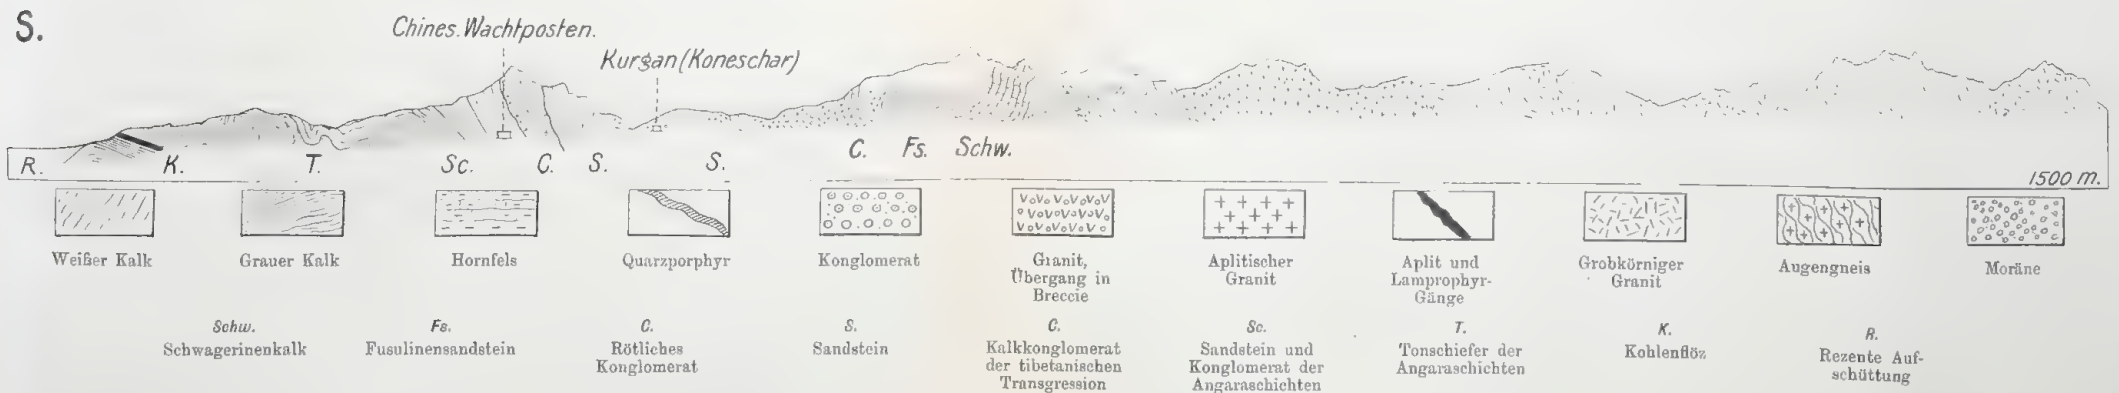 S.
Chines. Wachtposten.
Kurgan (Koneschar)
R. K. T. Sc. C. S. S. C. Fs. Schw.
1500 m.
Weißer Kalk
Grauer Kalk
Hornfels
Quarzporphyr
Konglomerat
Granit,
Übergang in
Breccie
Aplitischer
Granit
Aplit und
Lamprophyr-
Gänge
Grobkörniger
Granit
Augengneis
Moräne
Schw.
Schwagerinenkalk
Fs.
Fusulinensandstein
C.
Rötliches
Konglomerat
S.
Sandstein
C.
Kalkkonglomerat
der tibetanischen
Transgression
Sc.
Sandstein und
Konglomerat der
Angaraschichten
T.
Tonschiefer der
Angaraschichten
K.
Kohlenflöz
R.
Rezente Auf-
schüttung